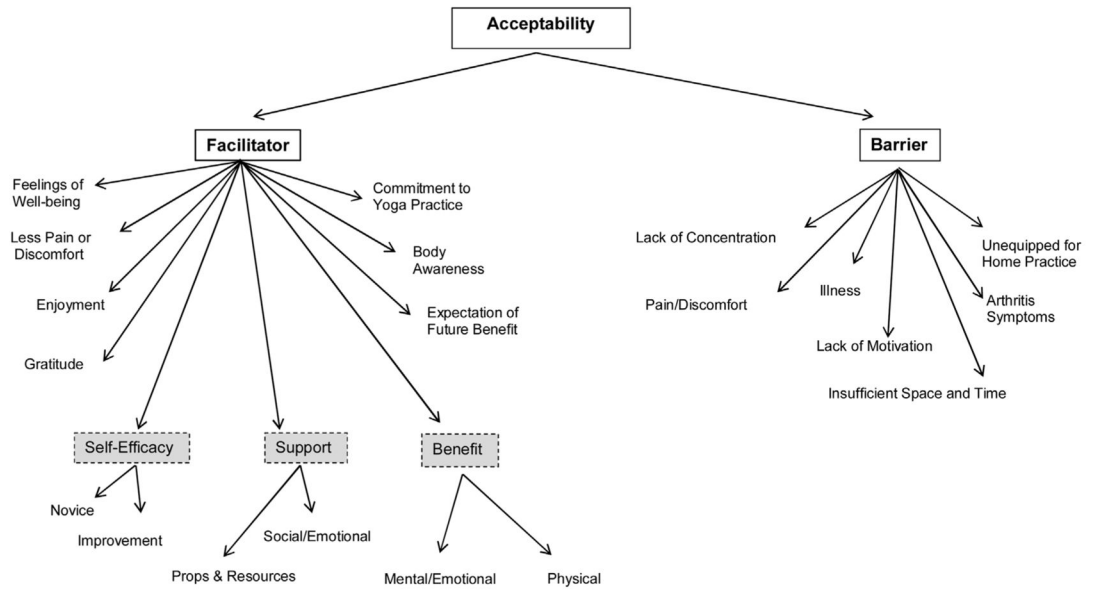 Acceptability
Facilitator
Barrier
Feelings of
Well-being
Commitment to
Yoga Practice
Less Pain or
Discomfort
Body
Awareness
Enjoyment
Expectation of
Future Benefit
Gratitude
Lack of Concentration
Unequipped for
Home Practice
Pain/Discomfort
Illness
Arthritis
Symptoms
Lack of Motivation
Insufficient Space and Time
Self-Efficacy
Support
Benefit
Novice
Improvement
Social/Emotional
Props & Resources
Mental/Emotional
Physical